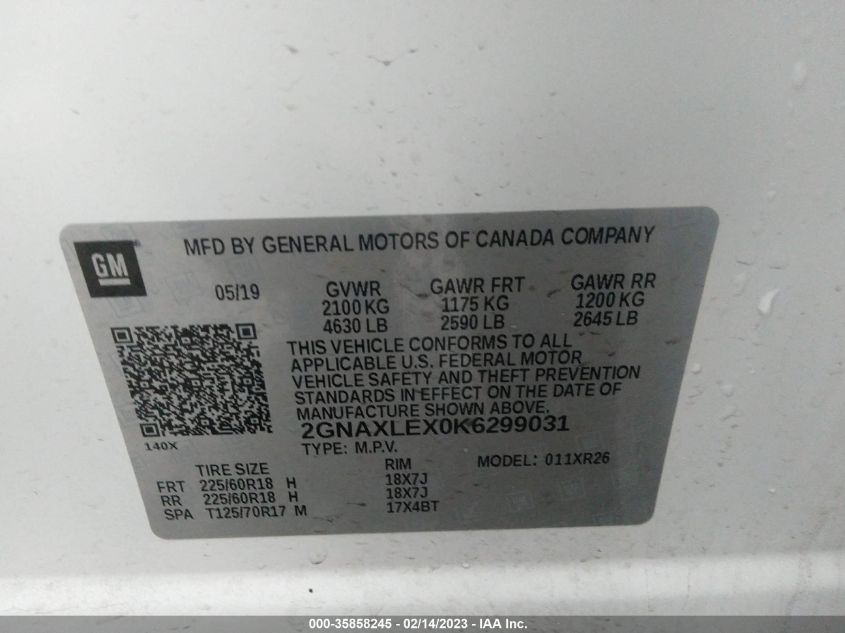 GM
MFD BY GENERAL MOTORS OF CANADA COMPANY
05/19 GVWR GAWR FRT GAWR RR
2100 KG 1175 KG 1200 KG
4630 LB 2590 LB 2645 LB
THIS VEHICLE CONFORMS TO ALL
APPLICABLE U.S. FEDERAL MOTOR
VEHICLE SAFETY AND THEFT PREVENTION
STANDARDS IN EFFECT ON THE DATE OF
MANUFACTURE SHOWN ABOVE.
2GNAXLEX0K6299031
140X
TYPE: M.P.V. MODEL: 011XR26
TIRE SIZE RIM
FRT 225/60R18 H 18X7J
RR 225/60R18 H 18X7J
SPA T125/70R17 M 17X4BT
000-35858245 - 02/14/2023 - IAA Inc.